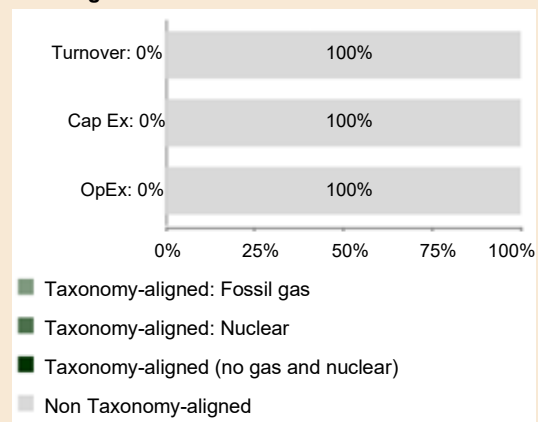 Turnover: 0% 100%
Cap Ex: 0% 100%
OpEx: 0% 100%
0% 25% 50% 75% 100%
Taxonomy-aligned: Fossil gas
Taxonomy-aligned: Nuclear
Taxonomy-aligned (no gas and nuclear)
Non Taxonomy-aligned